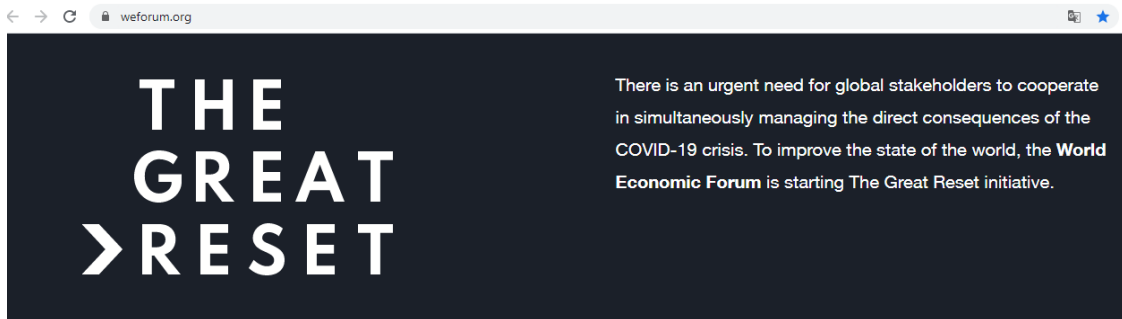 weforum.org
THE
GREAT
RESET
There is an urgent need for global stakeholders to cooperate
in simultaneously managing the direct consequences of the
COVID-19 crisis. To improve the state of the world, the World
Economic Forum is starting The Great Reset initiative.